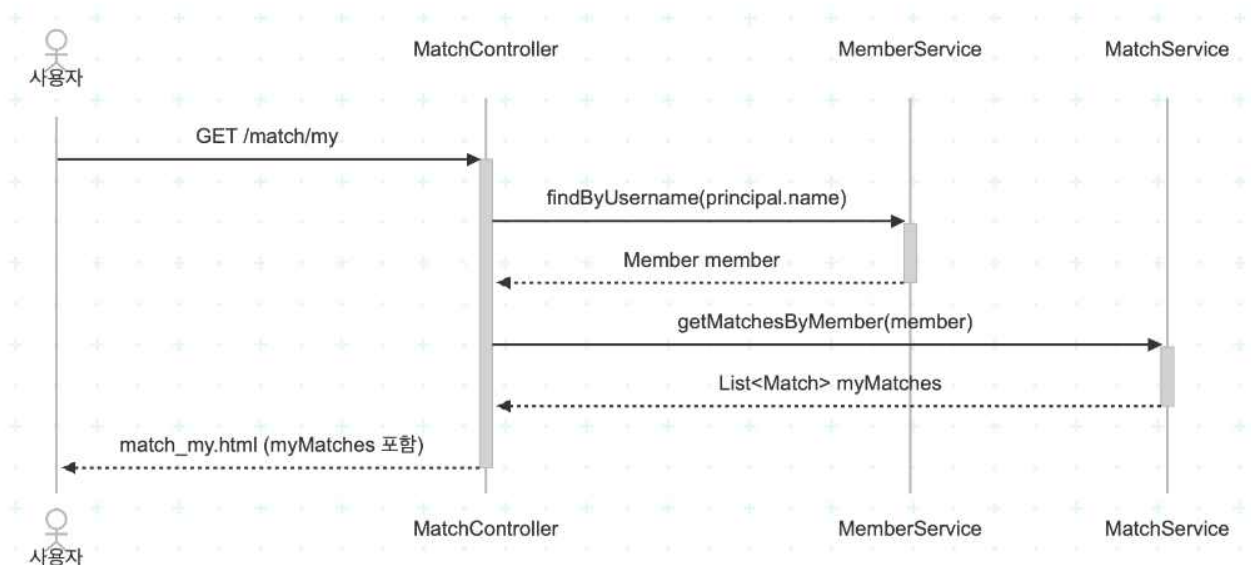 MatchController
MemberService
MatchService
사용자
GET /match/my
findByUsername(principal.name)
Member member
getMatchesByMember(member)
List<Match> myMatches
match_my.html (myMatches 포함)
MatchController
MemberService
MatchService
사용자